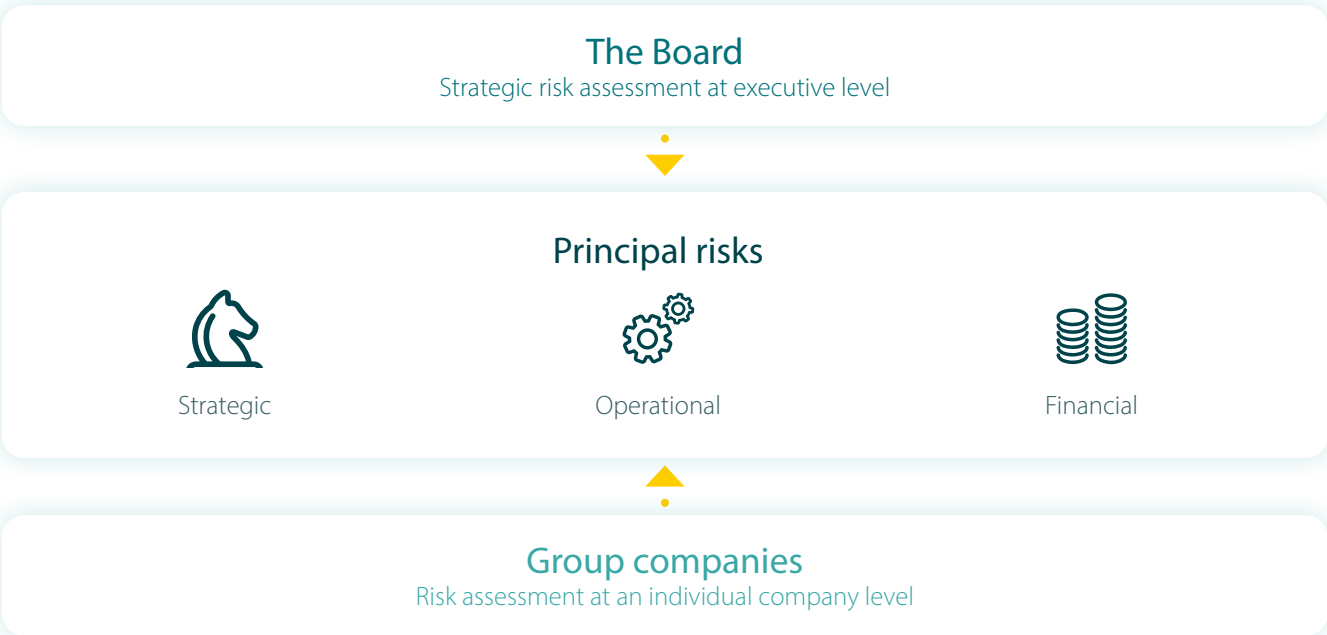 The Board
Strategic risk assessment at executive level
Principal risks
Strategic
Operational
Financial
Group companies
Risk assessment at an individual company level